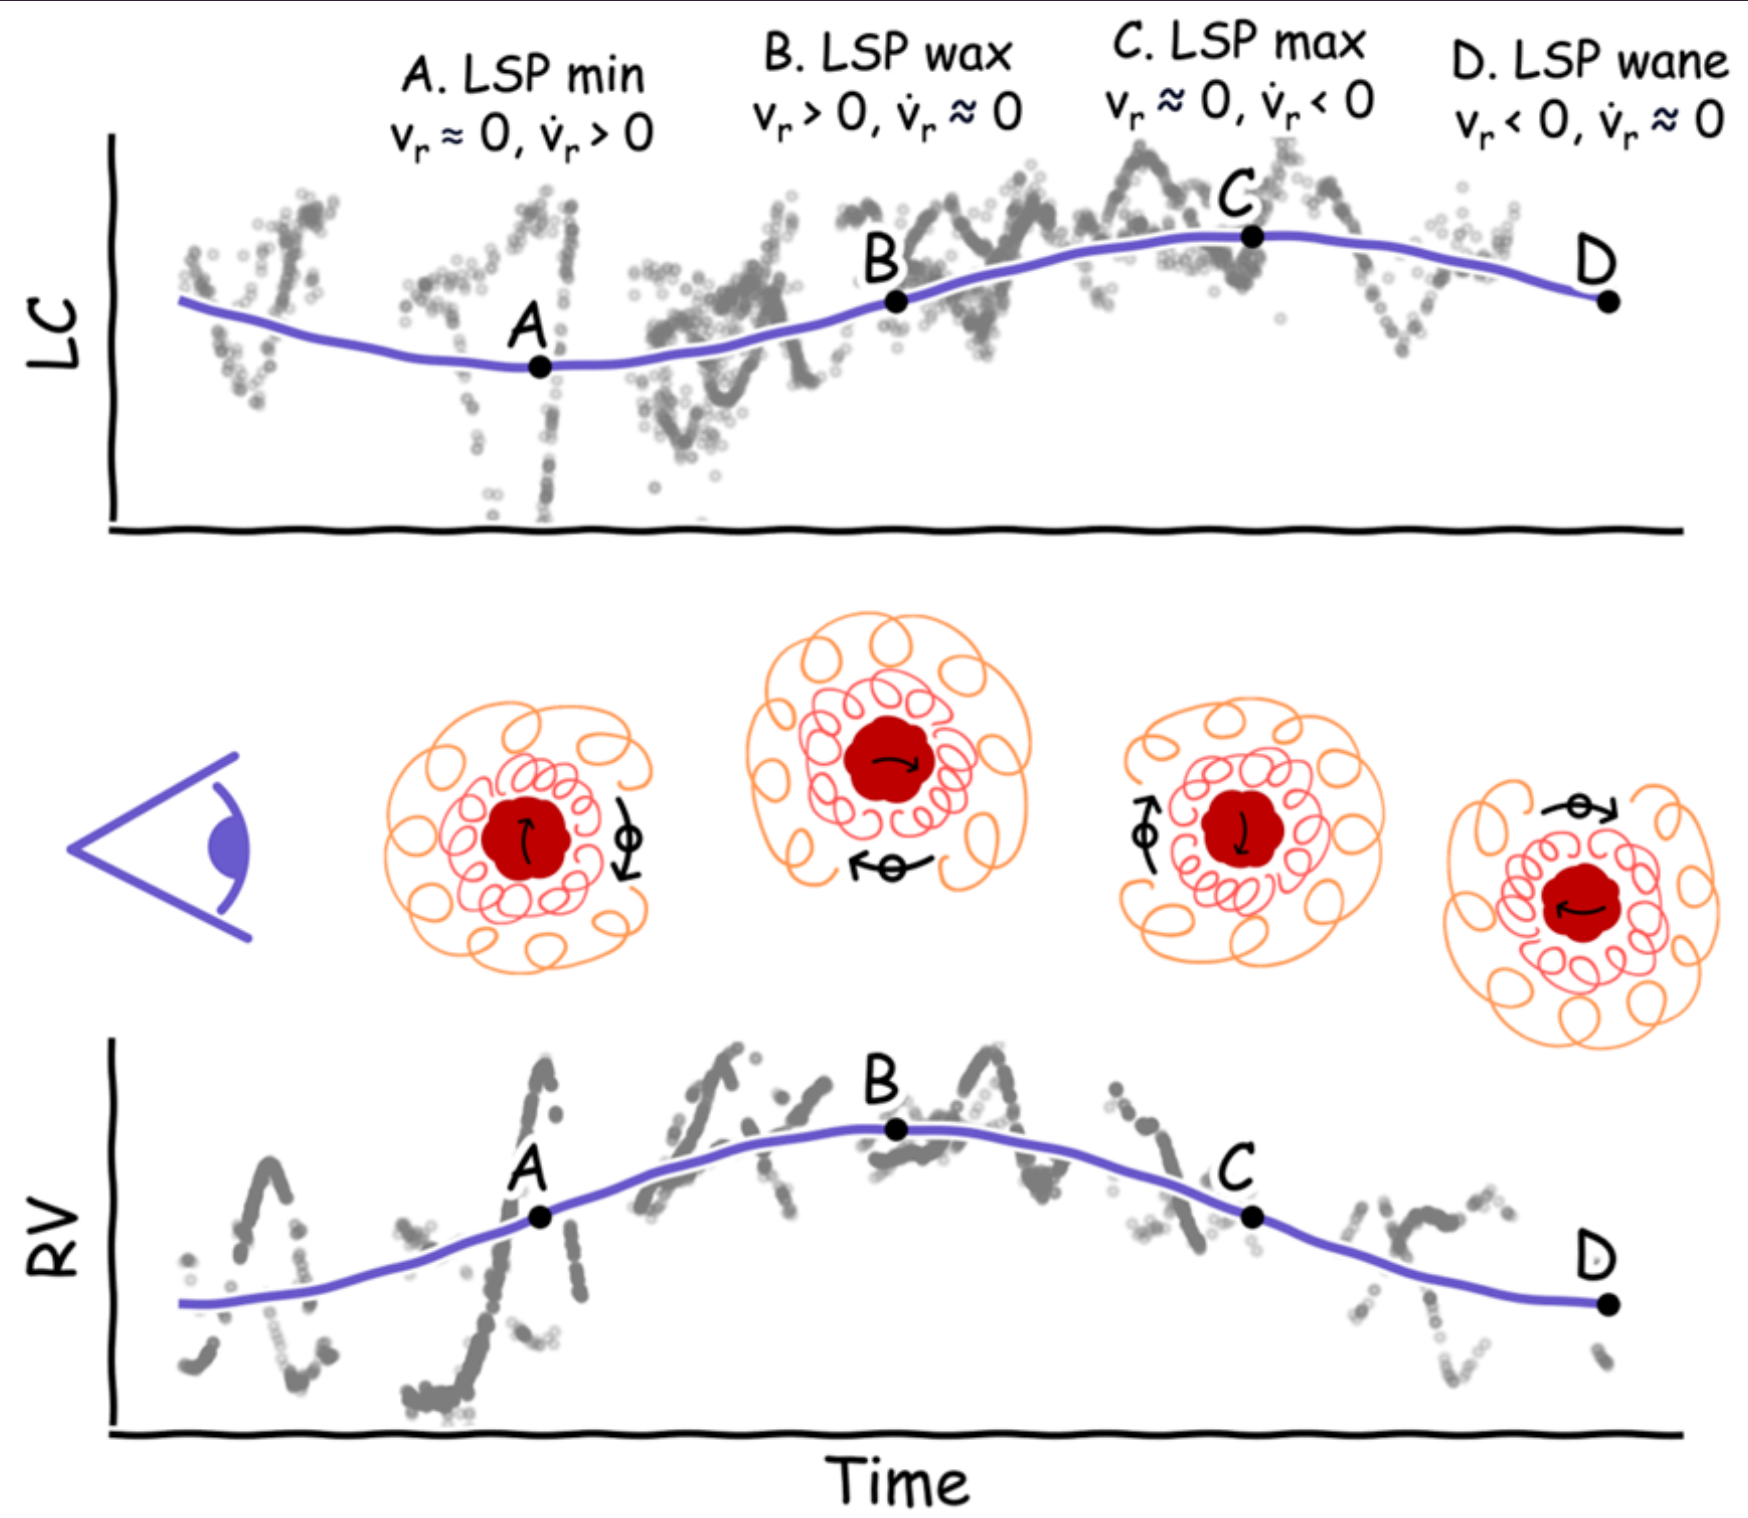 A. LSP min
vᵣ ≈ 0, v̇ᵣ > 0
B. LSP wax
vᵣ > 0, v̇ᵣ ≈ 0
C. LSP max
vᵣ ≈ 0, v̇ᵣ < 0
D. LSP wane
vᵣ < 0, v̇ᵣ ≈ 0
LC
A
B
C
D
RV
A
B
C
D
Time